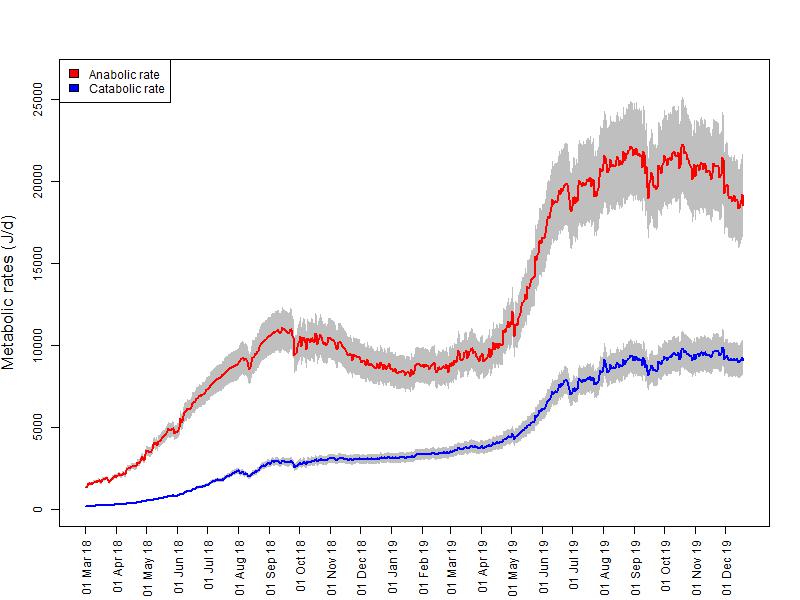 Anabolic rate
Catabolic rate
Metabolic rates (J/d)
25000
20000
15000
10000
5000
0
01 Mar 18
01 Apr 18
01 May 18
01 Jun 18
01 Jul 18
01 Aug 18
01 Sep 18
01 Oct 18
01 Nov 18
01 Dec 18
01 Jan 19
01 Feb 19
01 Mar 19
01 Apr 19
01 May 19
01 Jun 19
01 Jul 19
01 Aug 19
01 Sep 19
01 Oct 19
01 Nov 19
01 Dec 19